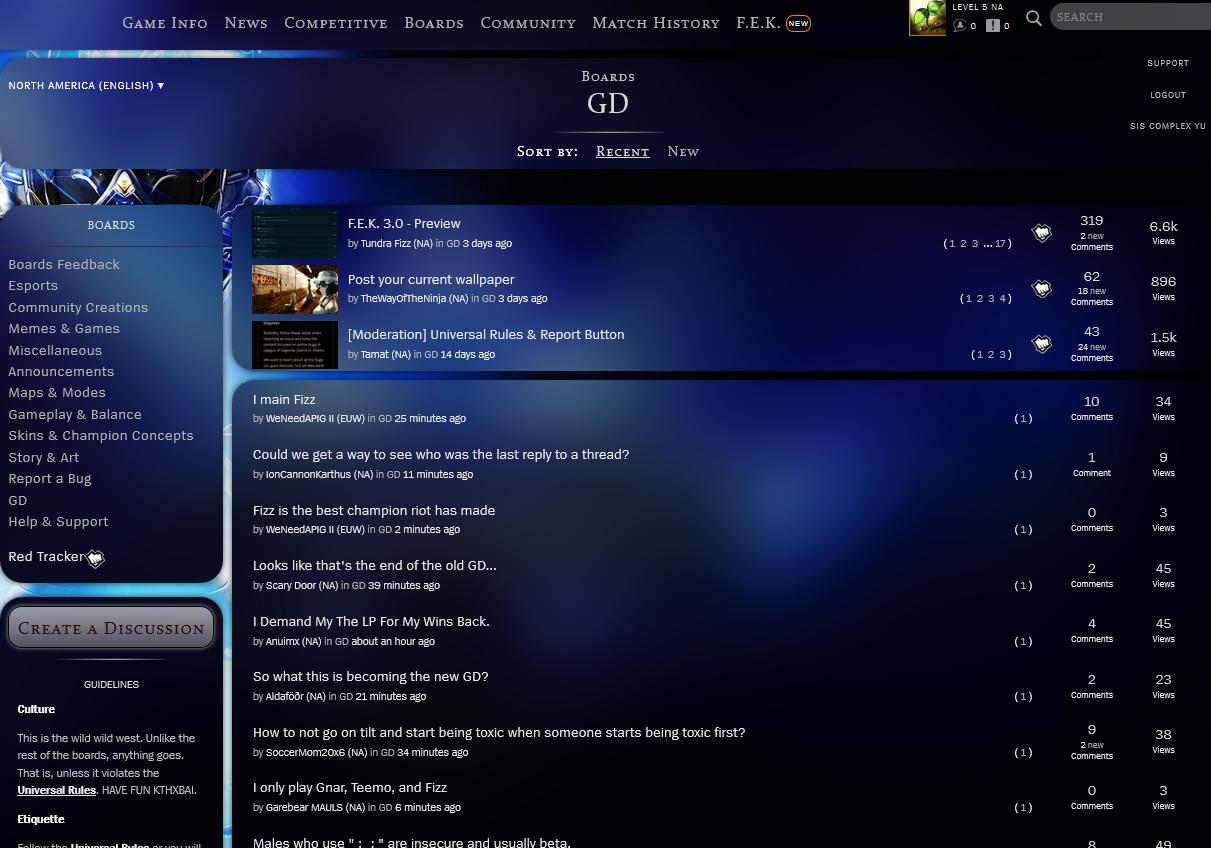 Game Info News Competitive Boards Community Match History F.E.K. NEW
LEVEL 5 NA
0 0
SEARCH
NORTH AMERICA (ENGLISH) ▼
Boards
GD
Sort by: Recent New
SUPPORT
LOGOUT
SIS COMPLEX YU
BOARDS
Boards Feedback
Esports
Community Creations
Memes & Games
Miscellaneous
Announcements
Maps & Modes
Gameplay & Balance
Skins & Champion Concepts
Story & Art
Report a Bug
GD
Help & Support
Red Tracker
Create a Discussion
GUIDELINES
Culture
This is the wild wild west. Unlike the
rest of the boards, anything goes.
That is, unless it violates the
Universal Rules. HAVE FUN KTHXBAI.
Etiquette
Follow the Universal Rules or you will
F.E.K. 3.0 - Preview
by Tundra Fizz (NA) in GD 3 days ago
( 1 2 3 ... 17 )
319
2 new
Comments
6.6k
Views
Post your current wallpaper
by TheWayOfTheNinja (NA) in GD 3 days ago
( 1 2 3 4 )
62
18 new
Comments
896
Views
[Moderation] Universal Rules & Report Button
by Tamat (NA) in GD 14 days ago
( 1 2 3 )
43
24 new
Comments
1.5k
Views
I main Fizz
by WeNeedAPIG II (EUW) in GD 25 minutes ago
( 1 )
10
Comments
34
Views
Could we get a way to see who was the last reply to a thread?
by IonCannonKarthus (NA) in GD 11 minutes ago
( 1 )
1
Comment
9
Views
Fizz is the best champion riot has made
by WeNeedAPIG II (EUW) in GD 2 minutes ago
( 1 )
0
Comments
3
Views
Looks like that's the end of the old GD...
by Scary Door (NA) in GD 39 minutes ago
( 1 )
2
Comments
45
Views
I Demand My The LP For My Wins Back.
by Anuimx (NA) in GD about an hour ago
( 1 )
4
Comments
45
Views
So what this is becoming the new GD?
by Aldaföðr (NA) in GD 21 minutes ago
( 1 )
2
Comments
23
Views
How to not go on tilt and start being toxic when someone starts being toxic first?
by SoccerMom20x6 (NA) in GD 34 minutes ago
( 1 )
9
2 new
Comments
38
Views
I only play Gnar, Teemo, and Fizz
by Garebear MAULS (NA) in GD 6 minutes ago
( 1 )
0
Comments
3
Views
Males who use " ; ; " are insecure and usually beta.
8
49